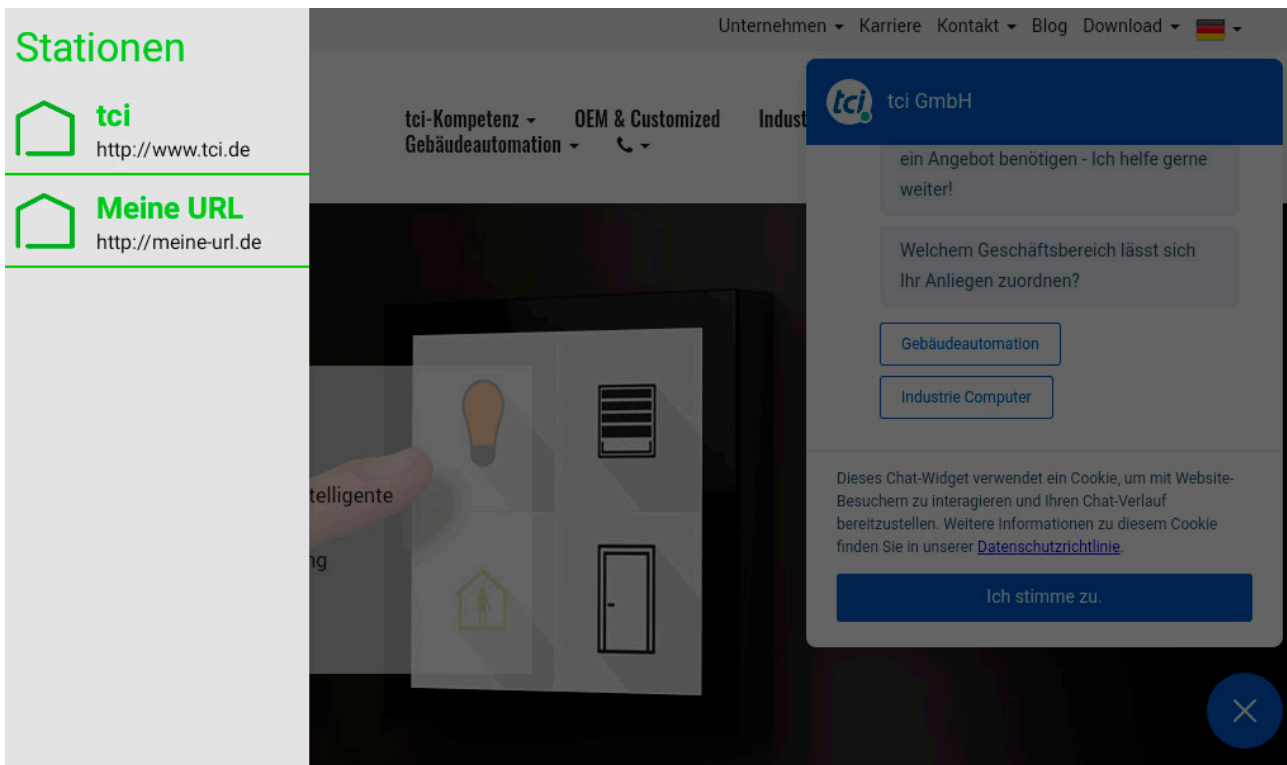 Stationen
tci
http://www.tci.de
Meine URL
http://meine-url.de
Unternehmen Karriere Kontakt Blog Download
tci-Kompetenz OEM & Customized Indust
Gebäudeautomation
telligente
ng
tci tci GmbH
ein Angebot benötigen - Ich helfe gerne
weiter!
Welchem Geschäftsbereich lässt sich
Ihr Anliegen zuordnen?
Gebäudeautomation
Industrie Computer
Dieses Chat-Widget verwendet ein Cookie, um mit Website-
Besuchern zu interagieren und Ihren Chat-Verlauf
bereitzustellen. Weitere Informationen zu diesem Cookie
finden Sie in unserer Datenschutzrichtlinie.
Ich stimme zu.